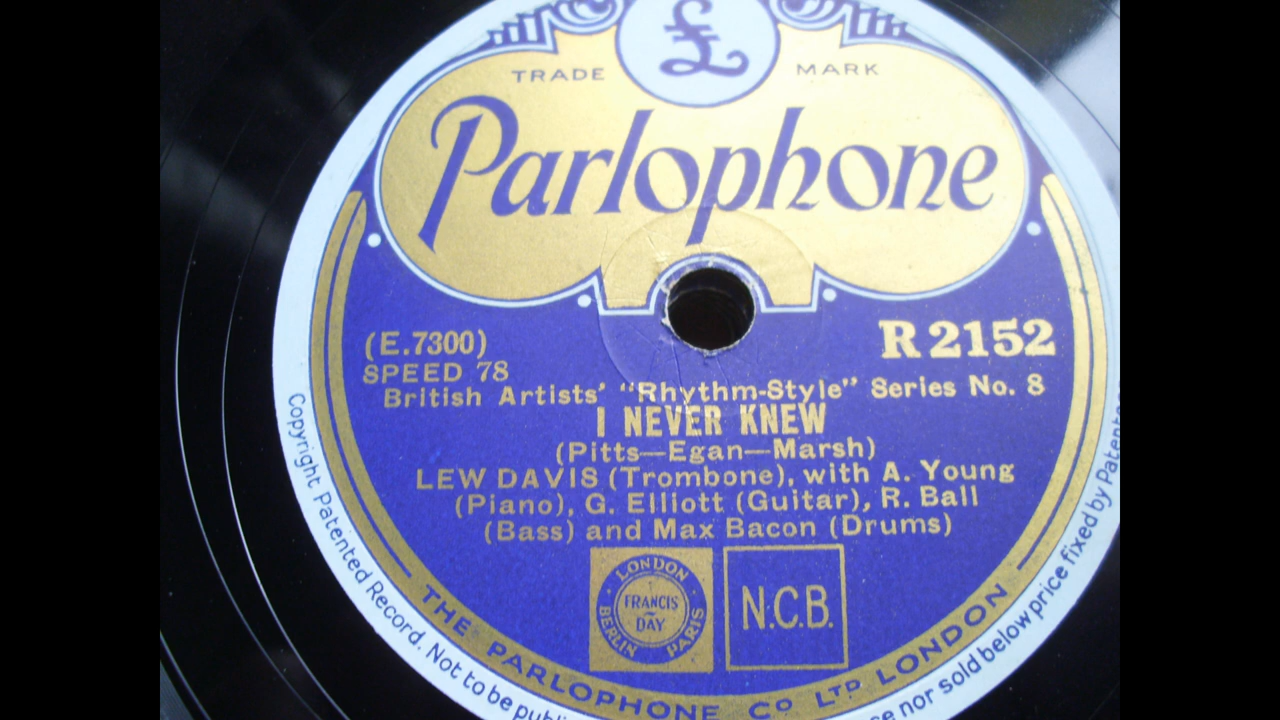 £
TRADE MARK
Parlophone
(E.7300)
R 2152
SPEED 78
British Artists' "Rhythm-Style" Series No. 8
I NEVER KNEW
(Pitts—Egan—Marsh)
LEW DAVIS (Trombone), with A. Young
(Piano), G. Elliott (Guitar), R. Ball
(Bass) and Max Bacon (Drums)
LONDON
FRANCIS
DAY
BERLIN PARIS
N.C.B.
THE PARLOPHONE CO LTD LONDON
Copyright Patented Record. Not to be
nor sold below price fixed by